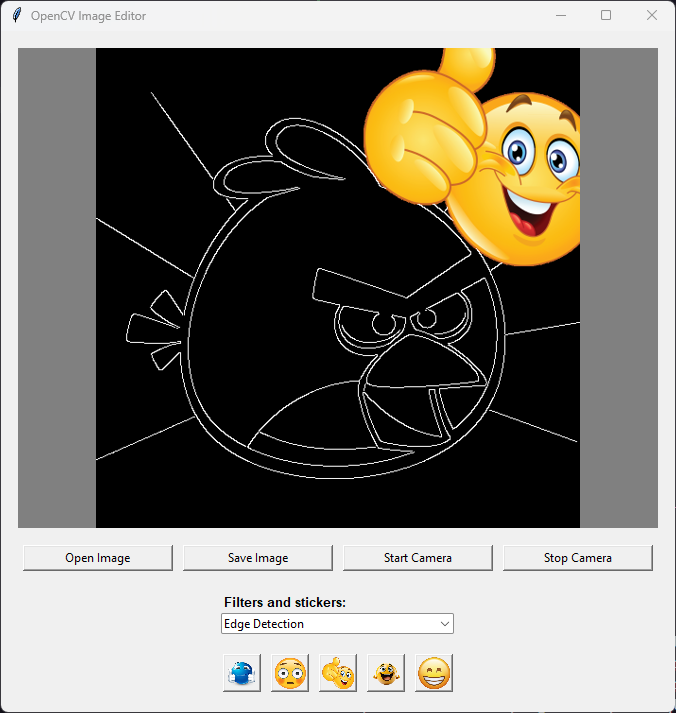 OpenCV Image Editor
Open Image
Save Image
Start Camera
Stop Camera
Filters and stickers:
Edge Detection